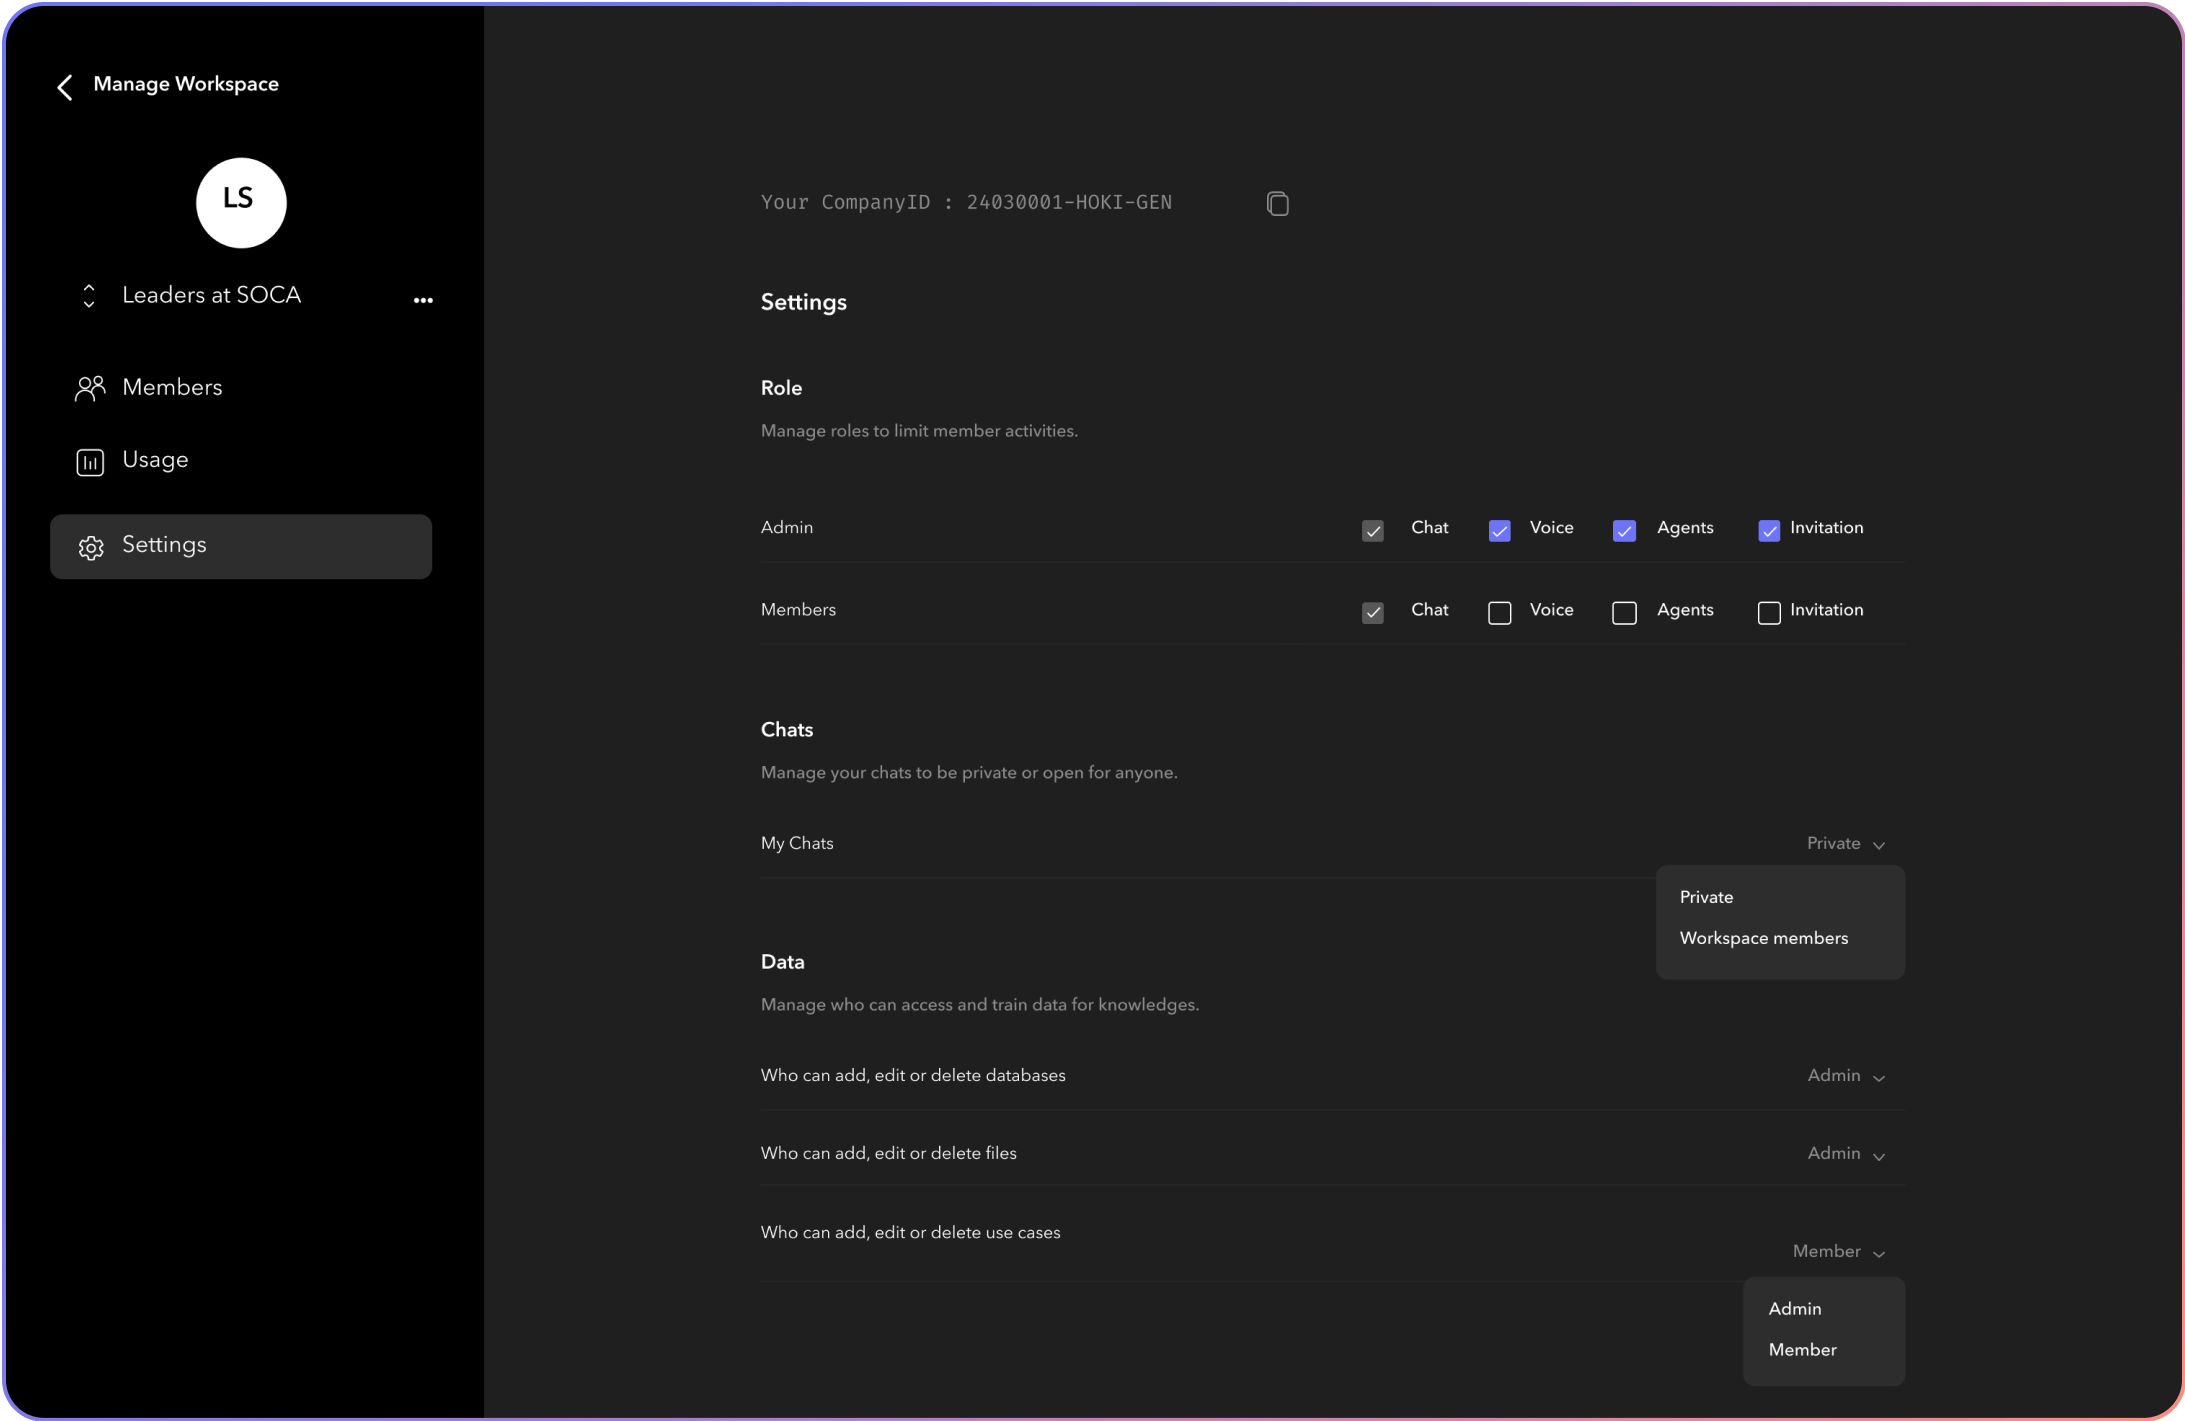 Manage Workspace
LS
Leaders at SOCA
Members
Usage
Settings
Your CompanyID : 24030001-HOKI-GEN
Settings
Role
Manage roles to limit member activities.
Admin Chat Voice Agents Invitation
Members Chat Voice Agents Invitation
Chats
Manage your chats to be private or open for anyone.
My Chats Private
Private
Workspace members
Data
Manage who can access and train data for knowledges.
Who can add, edit or delete databases Admin
Who can add, edit or delete files Admin
Who can add, edit or delete use cases
Member
Admin
Member